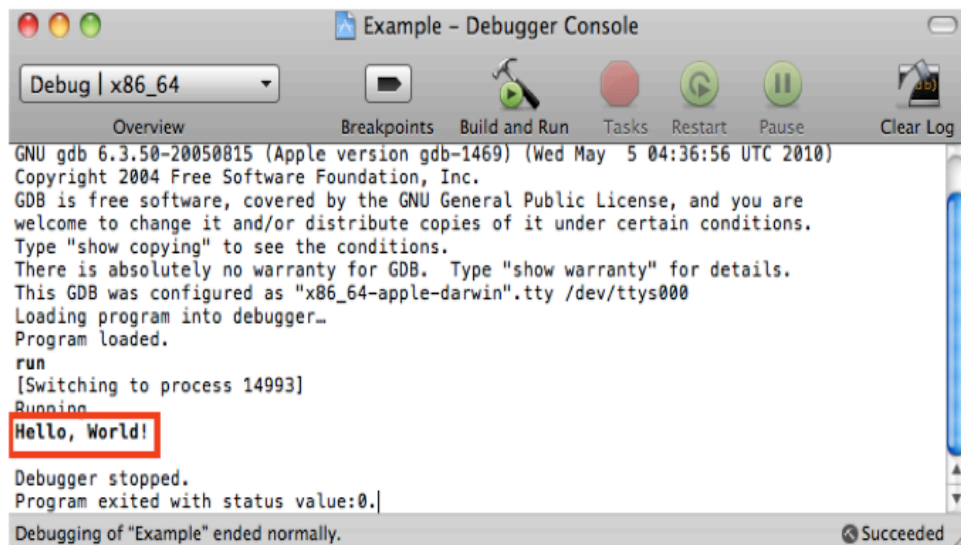 Example – Debugger Console
Debug | x86_64
Overview
Breakpoints
Build and Run
Tasks
Restart
Pause
Clear Log
GNU gdb 6.3.50-20050815 (Apple version gdb-1469) (Wed May  5 04:36:56 UTC 2010)
Copyright 2004 Free Software Foundation, Inc.
GDB is free software, covered by the GNU General Public License, and you are
welcome to change it and/or distribute copies of it under certain conditions.
Type "show copying" to see the conditions.
There is absolutely no warranty for GDB.  Type "show warranty" for details.
This GDB was configured as "x86_64-apple-darwin".tty /dev/ttys000
Loading program into debugger…
Program loaded.
run
[Switching to process 14993]
Running
Hello, World!
Debugger stopped.
Program exited with status value:0.
Debugging of "Example" ended normally.
Succeeded